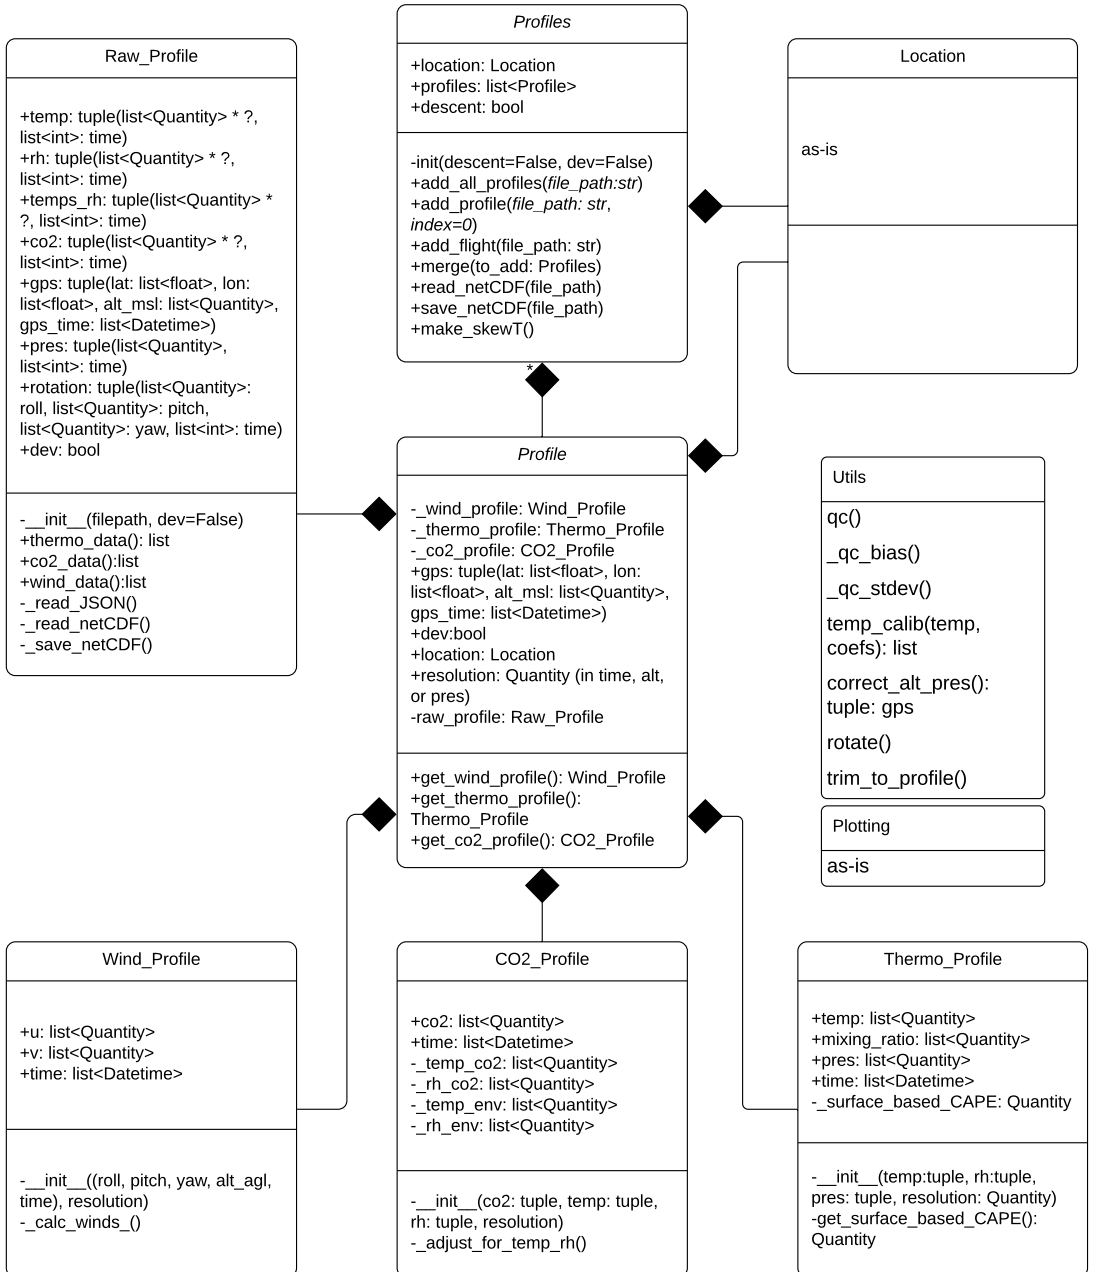 Profiles
+location: Location
+profiles: list<Profile>
+descent: bool
-init(descent=False, dev=False)
+add_all_profiles(file_path:str)
+add_profile(file_path: str,
index=0)
+add_flight(file_path: str)
+merge(to_add: Profiles)
+read_netCDF(file_path)
+save_netCDF(file_path)
+make_skewT()
*
Raw_Profile
+temp: tuple(list<Quantity> * ?,
list<int>: time)
+rh: tuple(list<Quantity> * ?,
list<int>: time)
+temps_rh: tuple(list<Quantity> *
?, list<int>: time)
+co2: tuple(list<Quantity> * ?,
list<int>: time)
+gps: tuple(lat: list<float>, lon:
list<float>, alt_msl: list<Quantity>,
gps_time: list<Datetime>)
+pres: tuple(list<Quantity>,
list<int>: time)
+rotation: tuple(list<Quantity>:
roll, list<Quantity>: pitch,
list<Quantity>: yaw, list<int>: time)
+dev: bool
-__init__(filepath, dev=False)
+thermo_data(): list
+co2_data():list
+wind_data():list
-_read_JSON()
-_read_netCDF()
-_save_netCDF()
Location
as-is
Profile
-_wind_profile: Wind_Profile
-_thermo_profile: Thermo_Profile
-_co2_profile: CO2_Profile
+gps: tuple(lat: list<float>, lon:
list<float>, alt_msl: list<Quantity>,
gps_time: list<Datetime>)
+dev:bool
+location: Location
+resolution: Quantity (in time, alt,
or pres)
-raw_profile: Raw_Profile
+get_wind_profile(): Wind_Profile
+get_thermo_profile():
Thermo_Profile
+get_co2_profile(): CO2_Profile
Utils
qc()
_qc_bias()
_qc_stdev()
temp_calib(temp,
coefs): list
correct_alt_pres():
tuple: gps
rotate()
trim_to_profile()
Plotting
as-is
Wind_Profile
+u: list<Quantity>
+v: list<Quantity>
+time: list<Datetime>
-__init__((roll, pitch, yaw, alt_agl,
time), resolution)
-_calc_winds_()
CO2_Profile
+co2: list<Quantity>
+time: list<Datetime>
-_temp_co2: list<Quantity>
-_rh_co2: list<Quantity>
-_temp_env: list<Quantity>
-_rh_env: list<Quantity>
-__init__(co2: tuple, temp: tuple,
rh: tuple, resolution)
-_adjust_for_temp_rh()
Thermo_Profile
+temp: list<Quantity>
+mixing_ratio: list<Quantity>
+pres: list<Quantity>
+time: list<Datetime>
-_surface_based_CAPE: Quantity
-__init__(temp:tuple, rh:tuple,
pres: tuple, resolution: Quantity)
-get_surface_based_CAPE():
Quantity